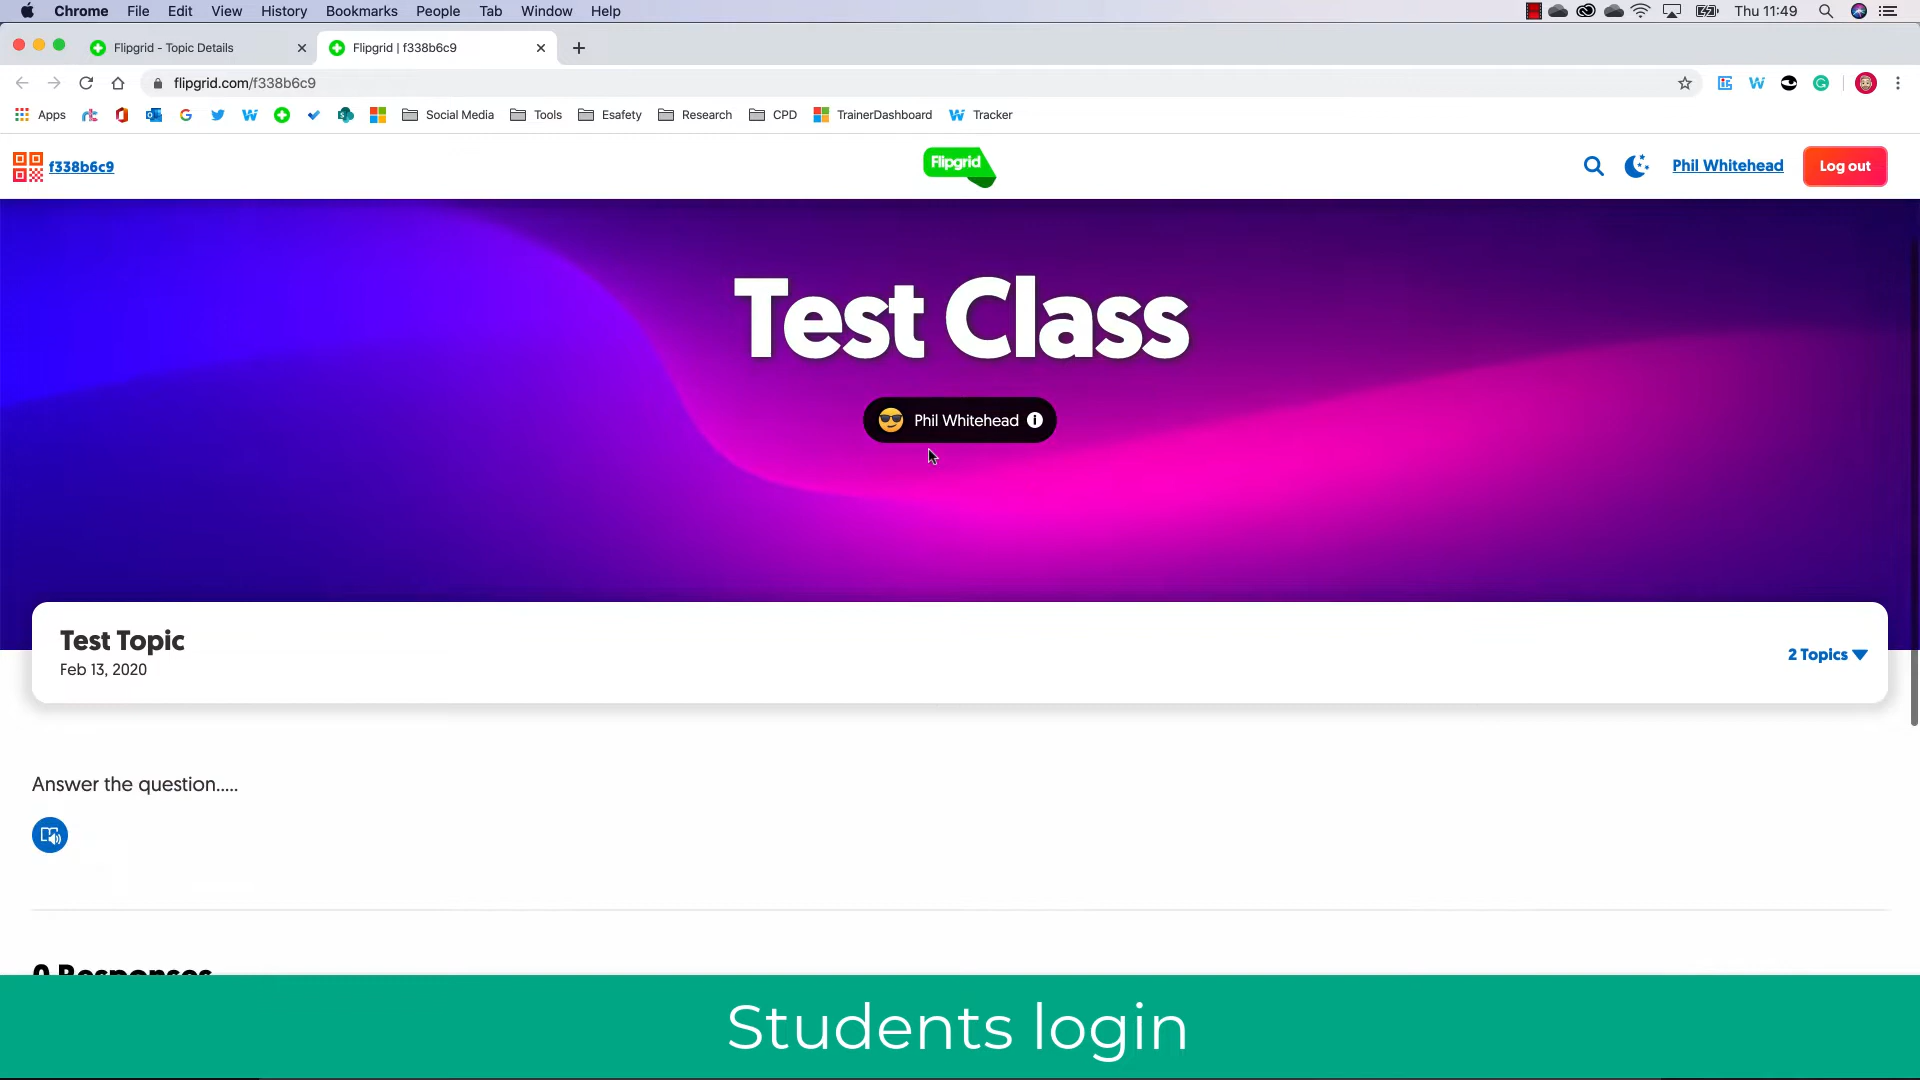 Chrome File Edit View History Bookmarks People Tab Window Help Thu 11:49
Flipgrid - Topic Details Flipgrid | f338b6c9
flipgrid.com/f338b6c9
Apps Social Media Tools Esafety Research CPD TrainerDashboard Tracker
f338b6c9 Flipgrid Phil Whitehead Log out
Test Class
Phil Whitehead
Test Topic
Feb 13, 2020
2 Topics
Answer the question.....
0 Responses
Students login